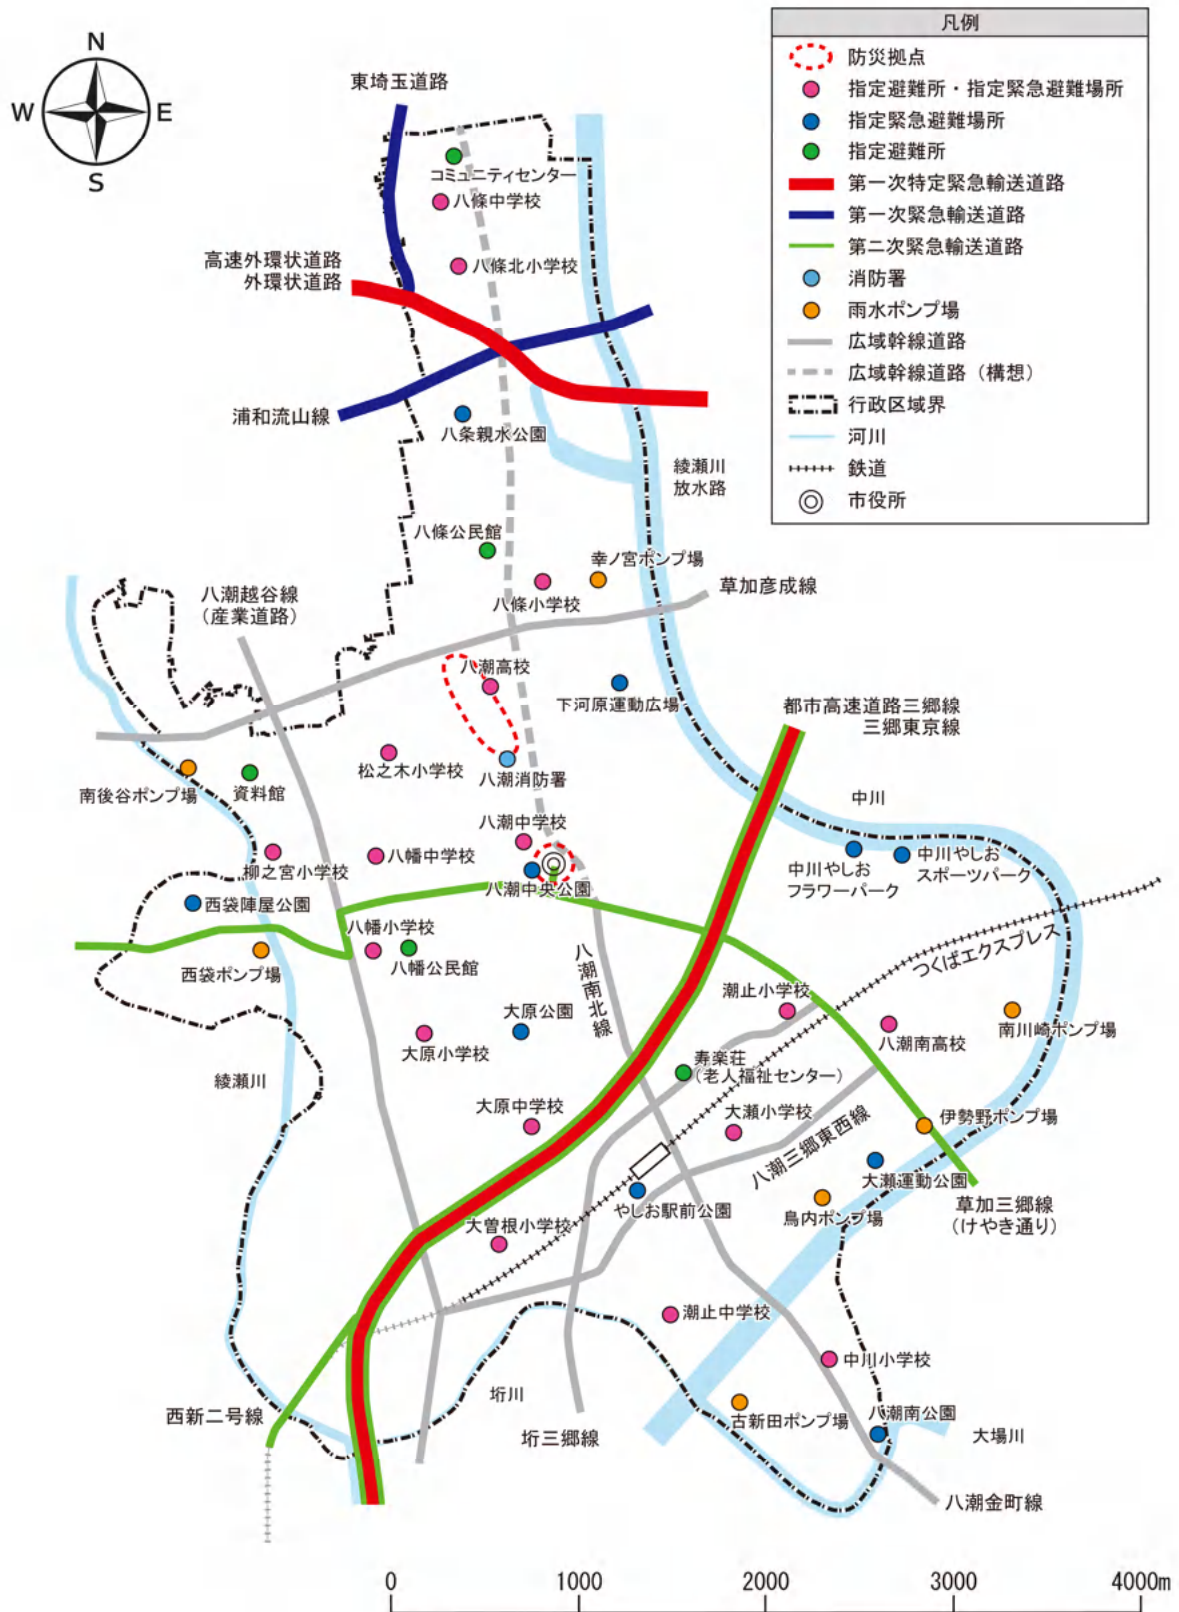 凡例
防災拠点
指定避難所・指定緊急避難場所
指定緊急避難場所
指定避難所
第一次特定緊急輸送道路
第一次緊急輸送道路
第二次緊急輸送道路
消防署
雨水ポンプ場
広域幹線道路
広域幹線道路（構想）
行政区域界
河川
鉄道
市役所
N
W
E
S
東埼玉道路
コミュニティセンター
八條中学校
高速外環状道路
外環状道路
八條北小学校
浦和流山線
八条親水公園
綾瀬川
放水路
八條公民館
幸ノ宮ポンプ場
八條小学校
草加彦成線
八潮越谷線
（産業道路）
八潮高校
下河原運動広場
都市高速道路三郷線
三郷東京線
松之木小学校
八潮消防署
南後谷ポンプ場
資料館
中川
八潮中学校
柳之宮小学校
八幡中学校
中川やしお
フラワーパーク
中川やしお
スポーツパーク
八潮中央公園
西袋陣屋公園
八幡小学校
八幡公民館
西袋ポンプ場
八潮南北線
つくばエクスプレス
潮止小学校
大原公園
大原小学校
八潮南高校
南川崎ポンプ場
綾瀬川
寿楽荘
（老人福祉センター）
大原中学校
大瀬小学校
八潮三郷東西線
伊勢野ポンプ場
大瀬運動公園
やしお駅前公園
鳥内ポンプ場
草加三郷線
（けやき通り）
大曽根小学校
潮止中学校
中川小学校
垳川
西新二号線
垳三郷線
古新田ポンプ場
八潮南公園
大場川
八潮金町線
0 1000 2000 3000 4000m